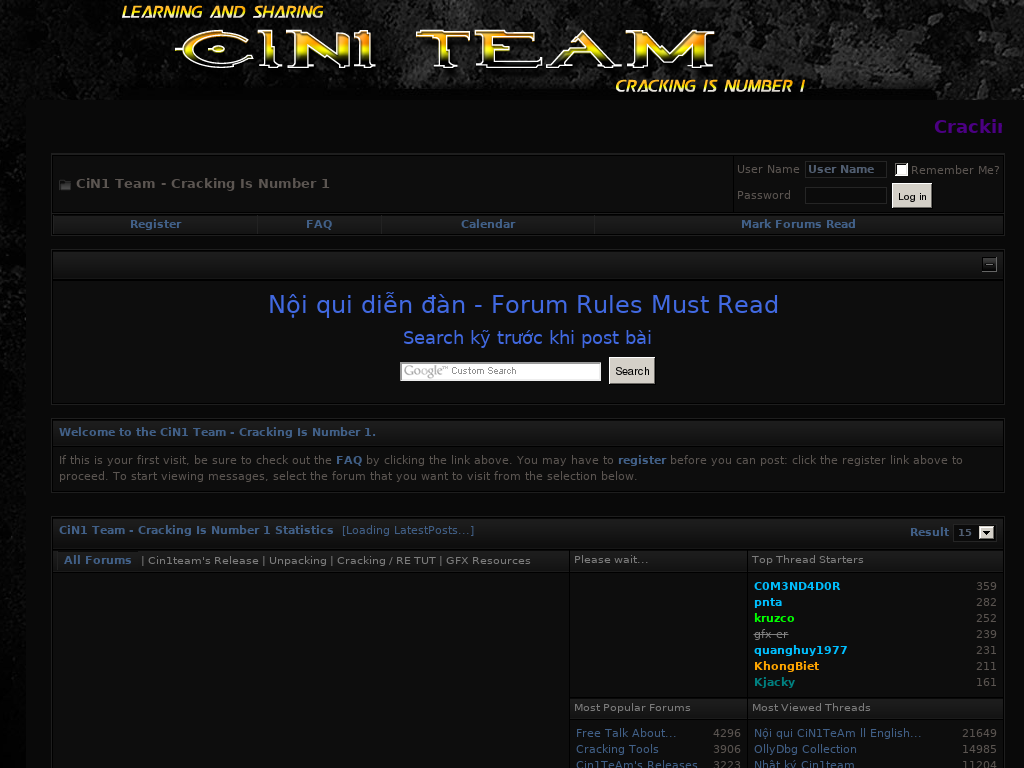 LEARNING AND SHARING
CiN1 TEAM
CRACKING IS NUMBER 1
CiN1 Team - Cracking Is Number 1
User Name User Name Remember Me?
Password Log in
Register FAQ Calendar Mark Forums Read
Nội qui diễn đàn - Forum Rules Must Read
Search kỹ trước khi post bài
Google™ Custom Search Search
Welcome to the CiN1 Team - Cracking Is Number 1.
If this is your first visit, be sure to check out the FAQ by clicking the link above. You may have to register before you can post: click the register link above to
proceed. To start viewing messages, select the forum that you want to visit from the selection below.
CiN1 Team - Cracking Is Number 1 Statistics [Loading LatestPosts...] Result 15
All Forums | Cin1team's Release | Unpacking | Cracking / RE TUT | GFX Resources
Please wait...
Top Thread Starters
C0M3ND4D0R 359
pnta 282
kruzco 252
gfx-er 239
quanghuy1977 231
KhongBiet 211
Kjacky 161
Most Popular Forums
Free Talk About... 4296
Cracking Tools 3906
Cin1TeAm's Releases 3223
Most Viewed Threads
Nội qui CiN1TeAm ll English... 21649
OllyDbg Collection 14985
Nhật ký Cin1team 11204